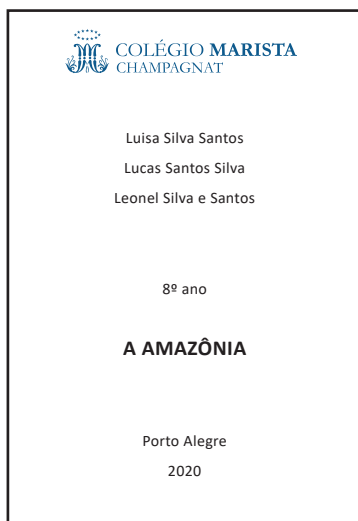 COLÉGIO MARISTA
CHAMPAGNAT
Luisa Silva Santos
Lucas Santos Silva
Leonel Silva e Santos
8º ano
A AMAZÔNIA
Porto Alegre
2020